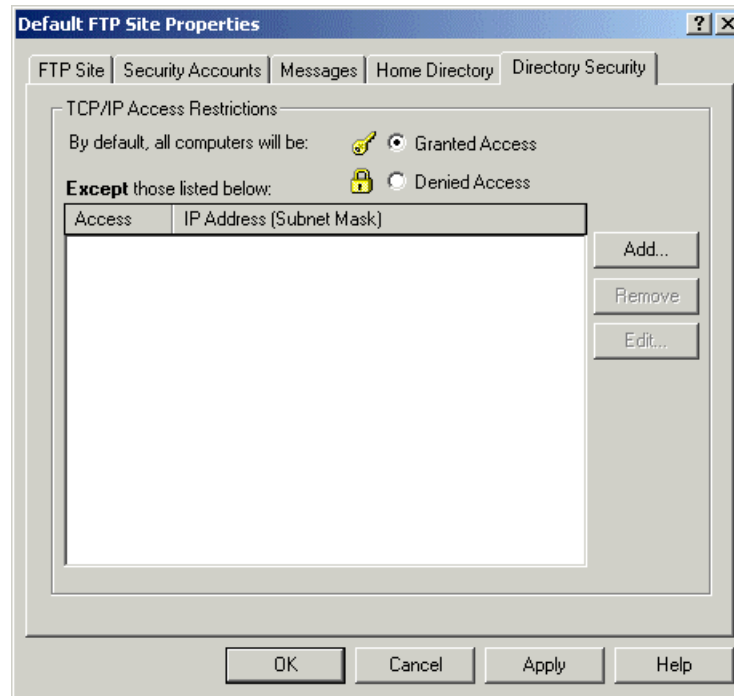 Default FTP Site Properties
FTP Site Security Accounts Messages Home Directory Directory Security
TCP/IP Access Restrictions
By default, all computers will be: Granted Access
Denied Access
Except those listed below:
Access IP Address (Subnet Mask)
Add...
Remove
Edit...
OK Cancel Apply Help